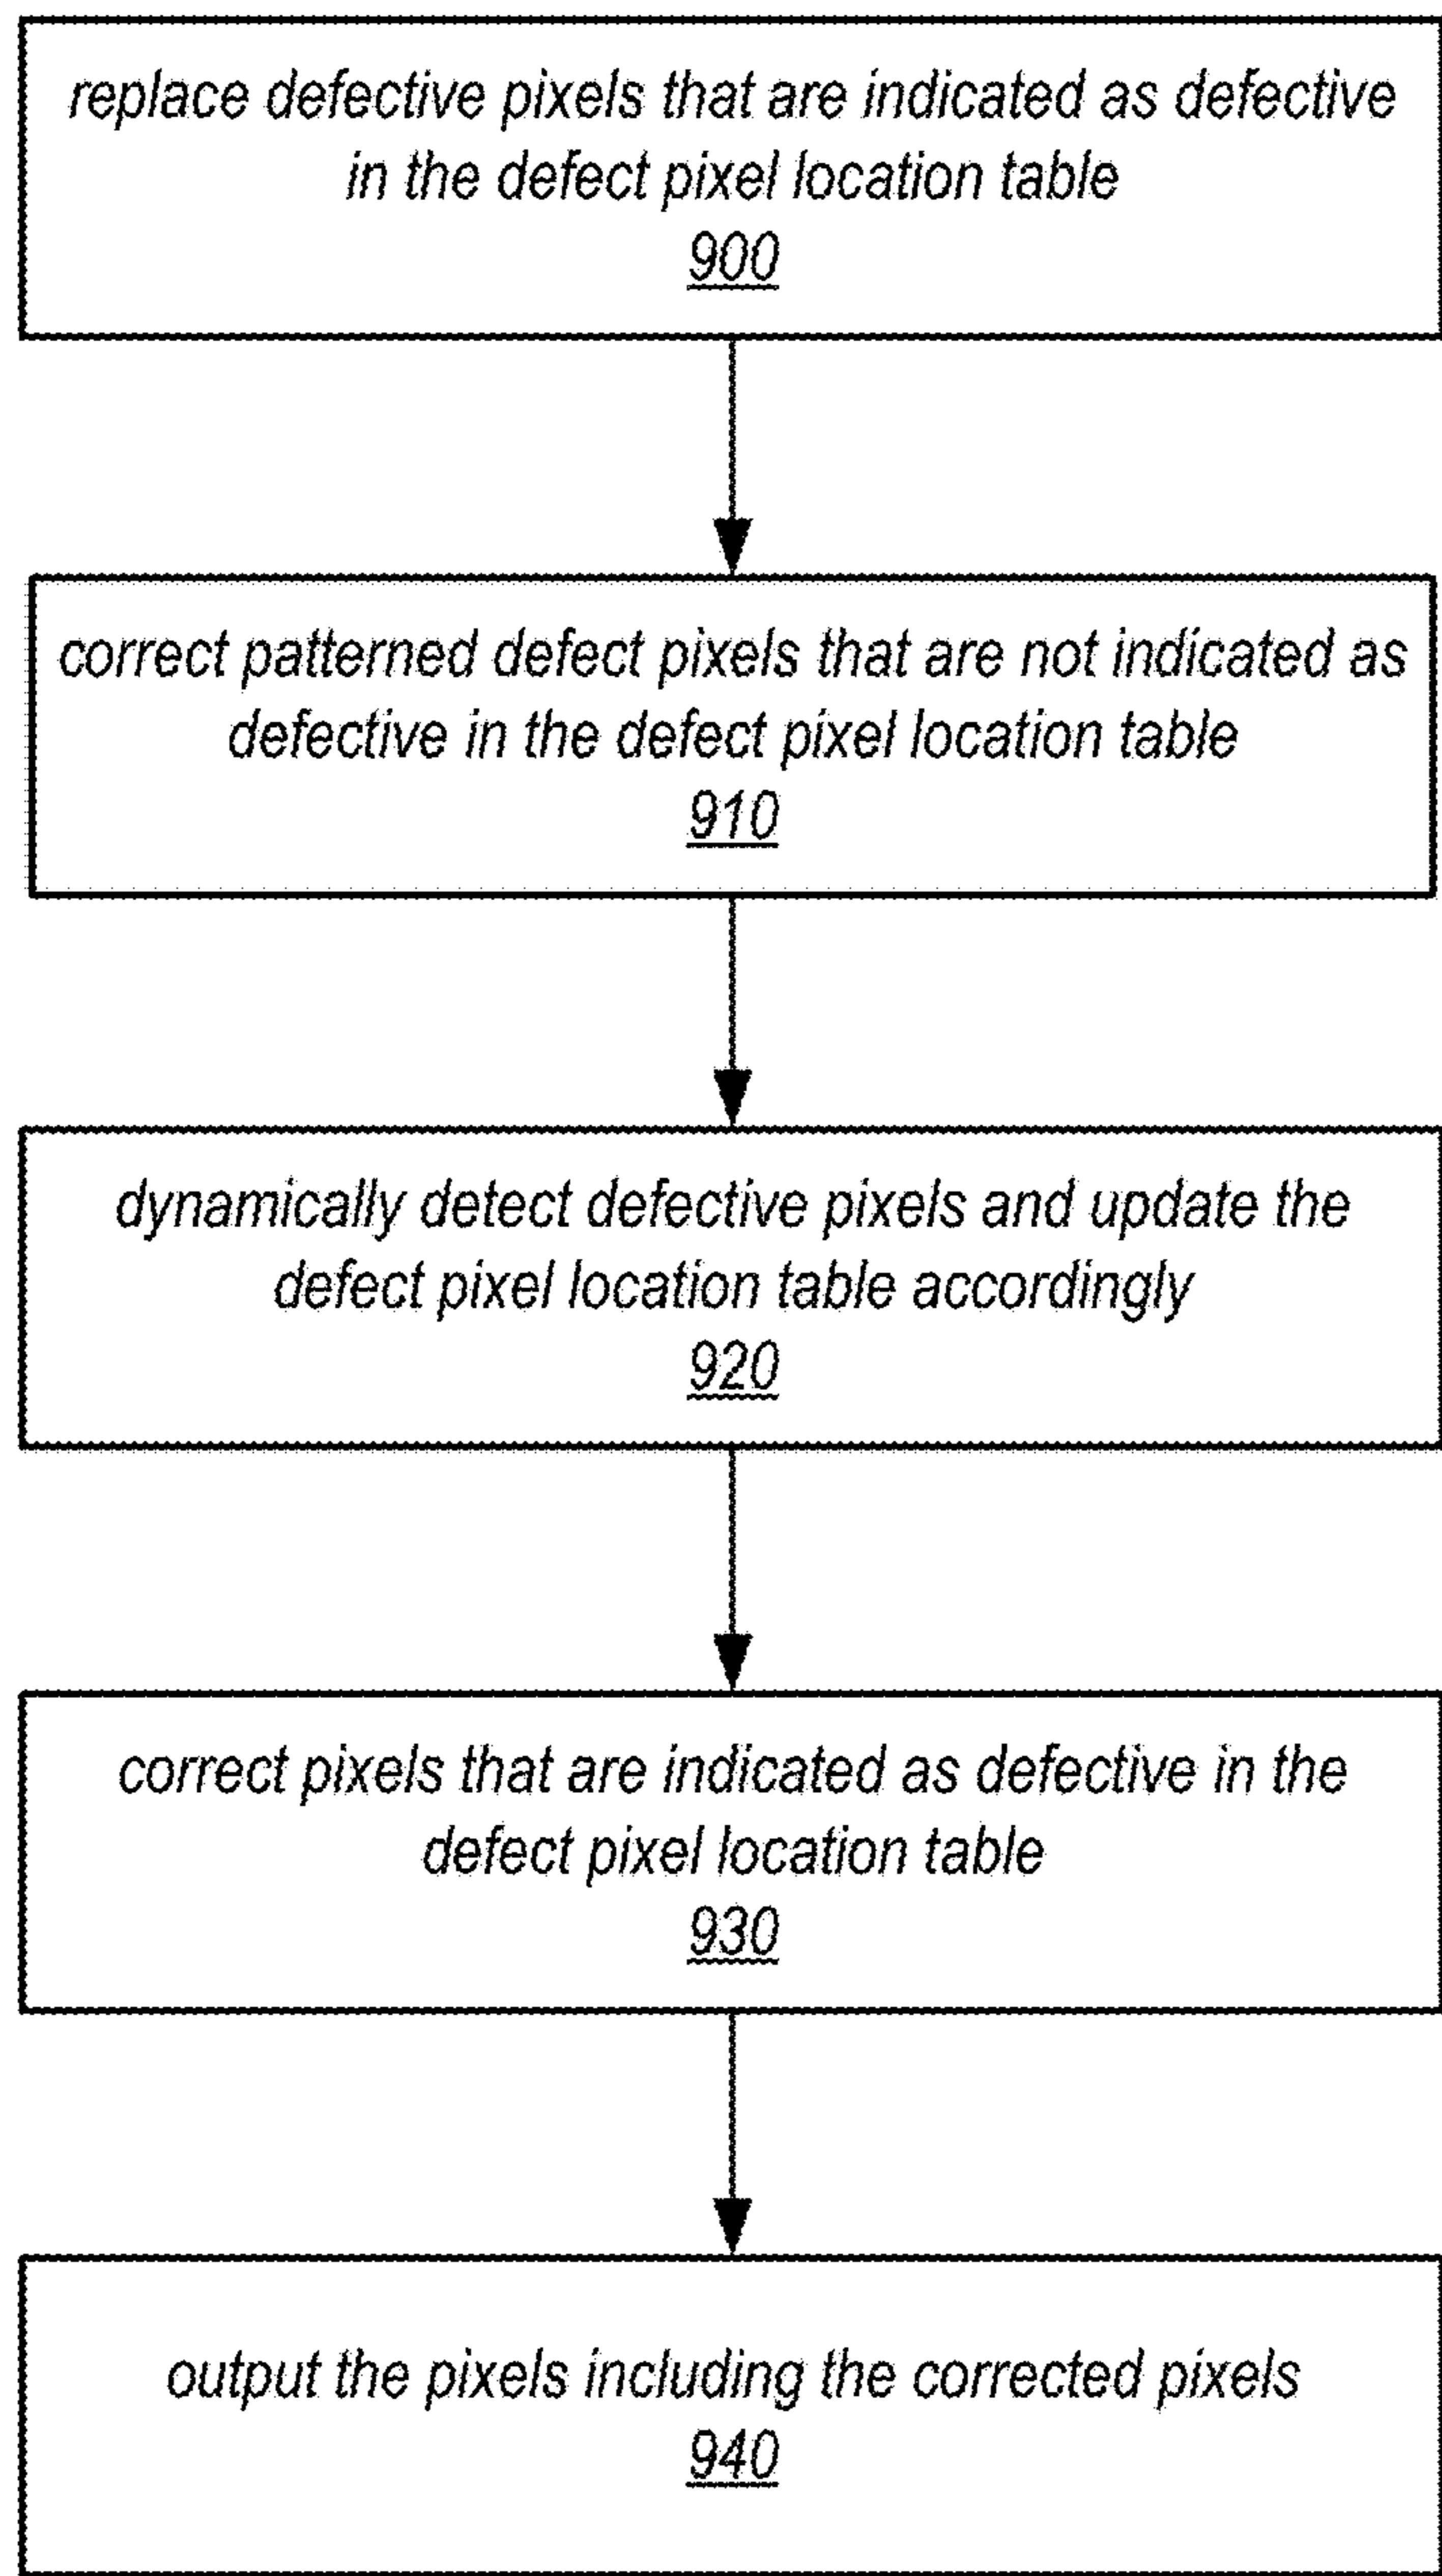 replace defective pixels that are indicated as defective
in the defect pixel location table
900
correct patterned defect pixels that are not indicated as
defective in the defect pixel location table
910
dynamically detect defective pixels and update the
defect pixel location table accordingly
920
correct pixels that are indicated as defective in the
defect pixel location table
930
output the pixels including the corrected pixels
940